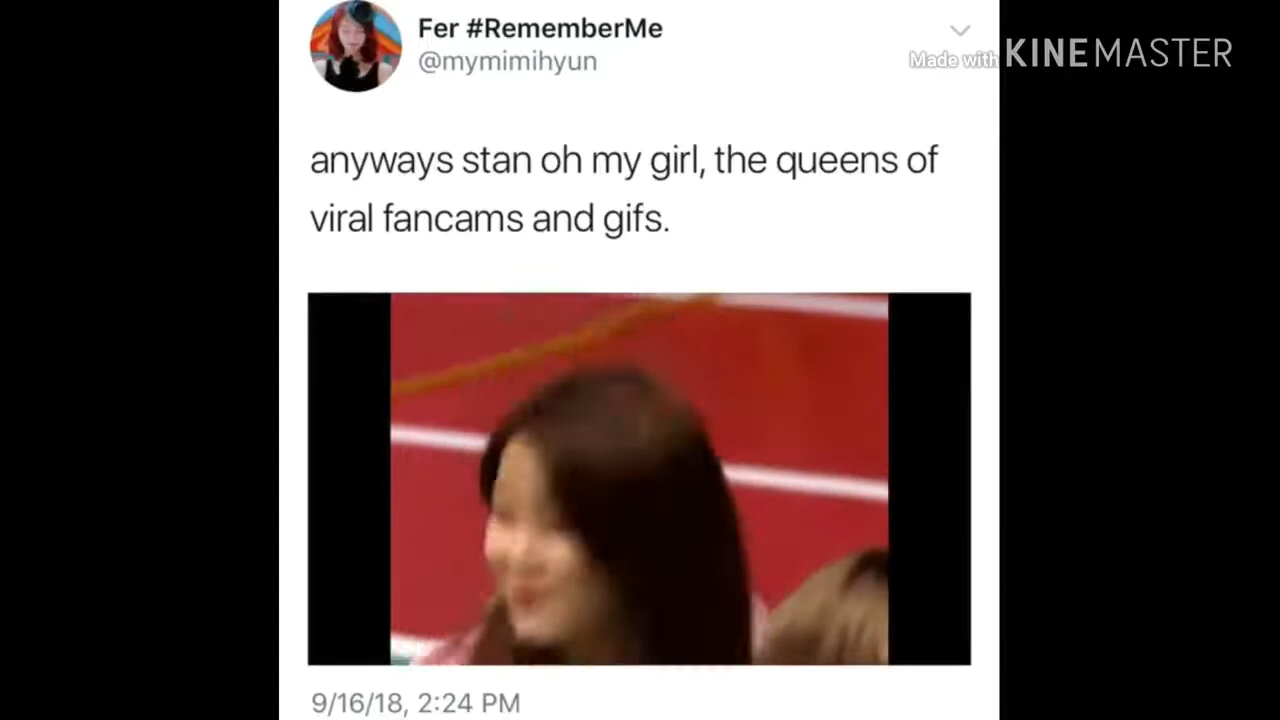 Fer #RememberMe
@mymimihyun
Made with KINEMASTER
anyways stan oh my girl, the queens of
viral fancams and gifs.
9/16/18, 2:24 PM